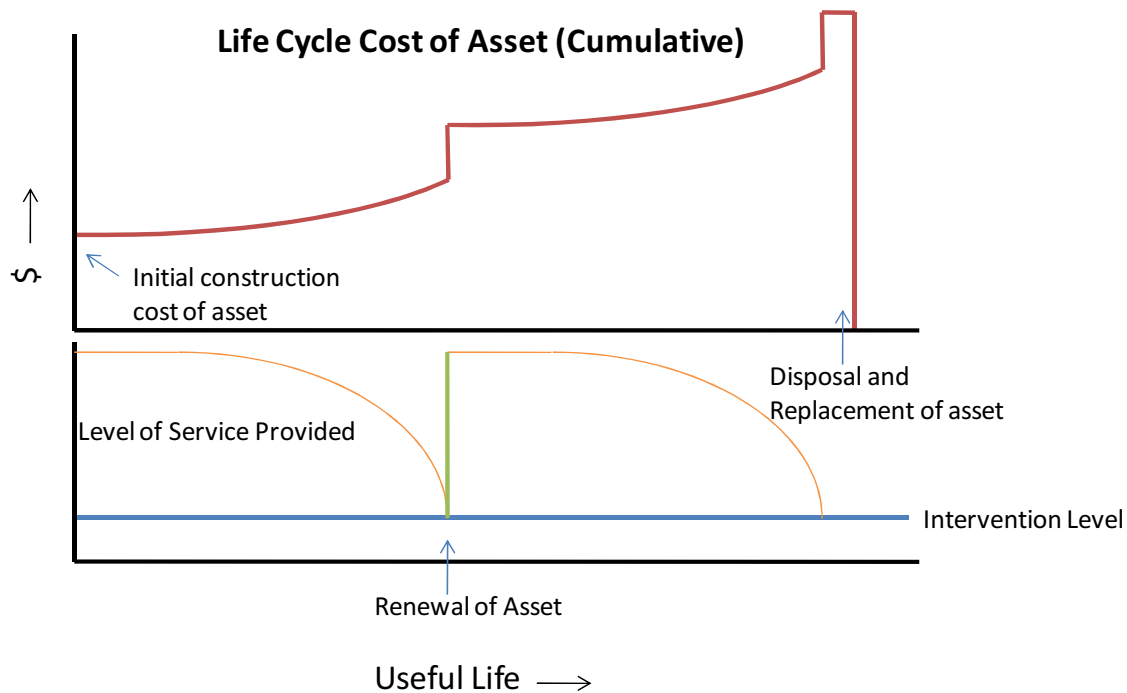 Life Cycle Cost of Asset (Cumulative)
$
Initial construction
cost of asset
Disposal and
Replacement of asset
Level of Service Provided
Intervention Level
Renewal of Asset
Useful Life